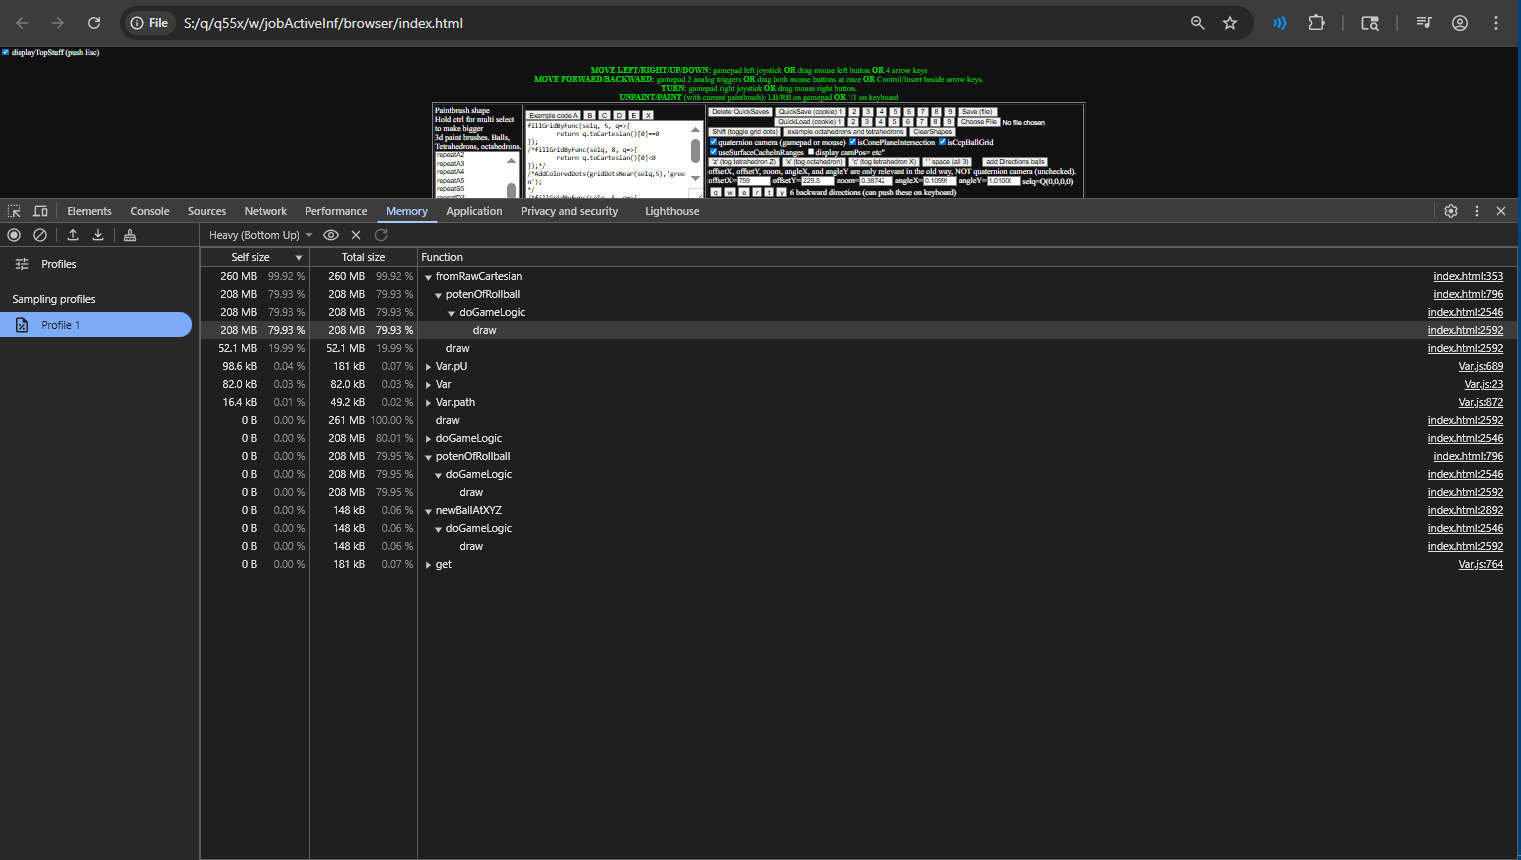 File S:/q/q55x/w/jobActiveInf/browser/index.html
displayTopStuff (push Esc)
MOVE LEFT/RIGHT/UP/DOWN: gamepad left joystick OR drag mouse left button OR 4 arrow keys
MOVE FORWARD/BACKWARD: gamepad 2 analog triggers OR drag both mouse buttons at once OR Control/Insert beside arrow keys.
TURN: gamepad right joystick OR drag mouse right button.
UNPAINT/PAINT (with current paintbrush): LB/RB on gamepad OR '/1 on keyboard
Paintbrush shape
Hold ctrl for multi select
to make bigger
3d paint brushes. Balls,
Tetrahedrons, octahedrons,
repeatA2
repeatA3
repeatA4
repeatA5
repeatS5
Example code A B C D E X
fillGridByFunc(selq, 5, q=>{
return q.toCartesian()[0]==0
});
/*fillGridByFunc(selq, 8, q=>{
return q.toCartesian()[0]<0
});*/
/*AddColoredDots(gridDotsNear(selq,5),'gree
n');
*/
Delete QuickSaves QuickSave (cookie) 1 2 3 4 5 6 7 8 9 Save (file)
QuickLoad (cookie) 1 2 3 4 5 6 7 8 9 Choose File No file chosen
Shift (toggle grid dots) example octahedrons and tetrahedrons ClearShapes
quaternion camera (gamepad or mouse) isConePlaneIntersection isCcpBallGrid
useSurfaceCacheInRanges display camPos= etc"
'z' (tog tetrahedron Z) 'x' (tog octahedron) 'c' (tog tetrahedron X) ' ' space (all 3) add Directions balls
offsetX, offsetY, zoom, angleX, and angleY are only relevant in the old way, NOT quaternion camera (unchecked).
offsetX= 759 offsetY= 229.5 zoom= 0.38742 angleX= 0.10999 angleY= 1.01000 selq=Q(0,0,0,0)
q w e r t y 6 backward directions (can push these on keyboard)
Elements Console Sources Network Performance Memory Application Privacy and security Lighthouse
Heavy (Bottom Up)
Profiles
Sampling profiles
Profile 1
Self size Total size Function
260 MB 99.92 % 260 MB 99.92 % fromRawCartesian index.html:353
208 MB 79.93 % 208 MB 79.93 % potenOfRollball index.html:796
208 MB 79.93 % 208 MB 79.93 % doGameLogic index.html:2546
208 MB 79.93 % 208 MB 79.93 % draw index.html:2592
52.1 MB 19.99 % 52.1 MB 19.99 % draw index.html:2592
98.6 kB 0.04 % 181 kB 0.07 % Var.pU Var.js:689
82.0 kB 0.03 % 82.0 kB 0.03 % Var Var.js:23
16.4 kB 0.01 % 49.2 kB 0.02 % Var.path Var.js:872
0 B 0.00 % 261 MB 100.00 % draw index.html:2592
0 B 0.00 % 208 MB 80.01 % doGameLogic index.html:2546
0 B 0.00 % 208 MB 79.95 % potenOfRollball index.html:796
0 B 0.00 % 208 MB 79.95 % doGameLogic index.html:2546
0 B 0.00 % 208 MB 79.95 % draw index.html:2592
0 B 0.00 % 148 kB 0.06 % newBallAtXYZ index.html:2892
0 B 0.00 % 148 kB 0.06 % doGameLogic index.html:2546
0 B 0.00 % 148 kB 0.06 % draw index.html:2592
0 B 0.00 % 181 kB 0.07 % get Var.js:764